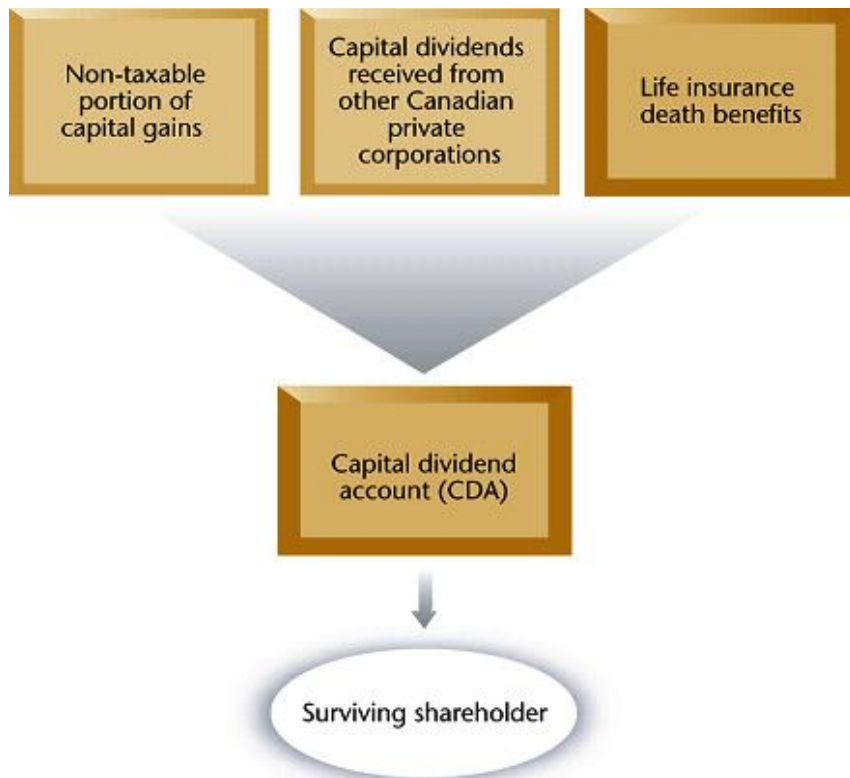 Non-taxable
portion of
capital gains
Capital dividends
received from
other Canadian
private
corporations
Life insurance
death benefits
Capital dividend
account (CDA)
Surviving shareholder